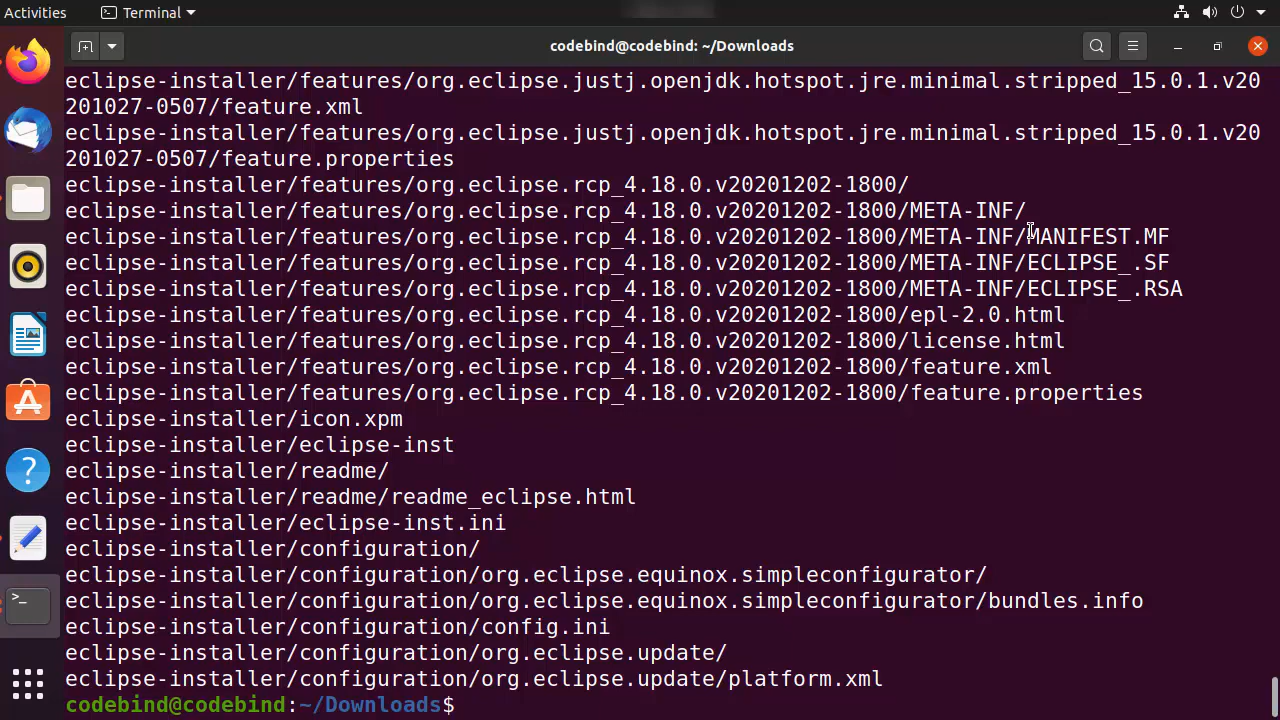 Activities
Terminal
codebind@codebind: ~/Downloads
eclipse-installer/features/org.eclipse.justj.openjdk.hotspot.jre.minimal.stripped_15.0.1.v20
201027-0507/feature.xml
eclipse-installer/features/org.eclipse.justj.openjdk.hotspot.jre.minimal.stripped_15.0.1.v20
201027-0507/feature.properties
eclipse-installer/features/org.eclipse.rcp_4.18.0.v20201202-1800/
eclipse-installer/features/org.eclipse.rcp_4.18.0.v20201202-1800/META-INF/
eclipse-installer/features/org.eclipse.rcp_4.18.0.v20201202-1800/META-INF/MANIFEST.MF
eclipse-installer/features/org.eclipse.rcp_4.18.0.v20201202-1800/META-INF/ECLIPSE_.SF
eclipse-installer/features/org.eclipse.rcp_4.18.0.v20201202-1800/META-INF/ECLIPSE_.RSA
eclipse-installer/features/org.eclipse.rcp_4.18.0.v20201202-1800/epl-2.0.html
eclipse-installer/features/org.eclipse.rcp_4.18.0.v20201202-1800/license.html
eclipse-installer/features/org.eclipse.rcp_4.18.0.v20201202-1800/feature.xml
eclipse-installer/features/org.eclipse.rcp_4.18.0.v20201202-1800/feature.properties
eclipse-installer/icon.xpm
eclipse-installer/eclipse-inst
eclipse-installer/readme/
eclipse-installer/readme/readme_eclipse.html
eclipse-installer/eclipse-inst.ini
eclipse-installer/configuration/
eclipse-installer/configuration/org.eclipse.equinox.simpleconfigurator/
eclipse-installer/configuration/org.eclipse.equinox.simpleconfigurator/bundles.info
eclipse-installer/configuration/config.ini
eclipse-installer/configuration/org.eclipse.update/
eclipse-installer/configuration/org.eclipse.update/platform.xml
codebind@codebind:~/Downloads$